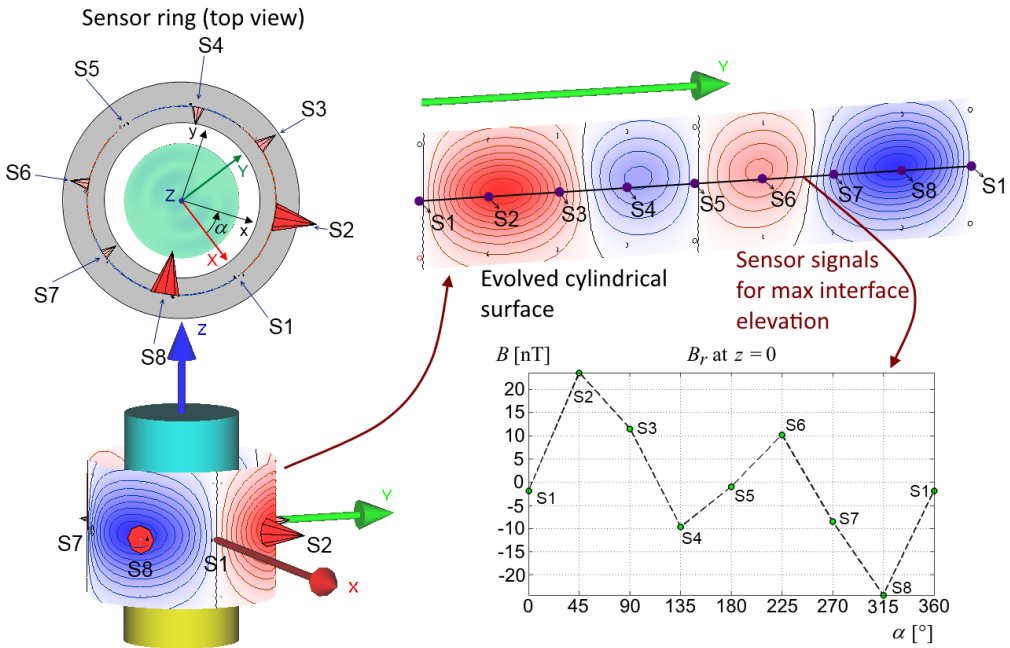 Sensor ring (top view)
S4
S5
S3
S6
y
Y
Z
x
α
S2
X
S7
S1
S8
Y
S1
S2
S3
S4
S5
S6
S7
S8
S1
Evolved cylindrical
surface
Sensor signals
for max interface
elevation
z
Y
S7
S8
S1
S2
X
B [nT]
B_r at z = 0
20
15
10
5
0
-5
-10
-15
-20
S1
S2
S3
S4
S5
S6
S7
S8
S1
0 45 90 135 180 225 270 315 360
α [°]